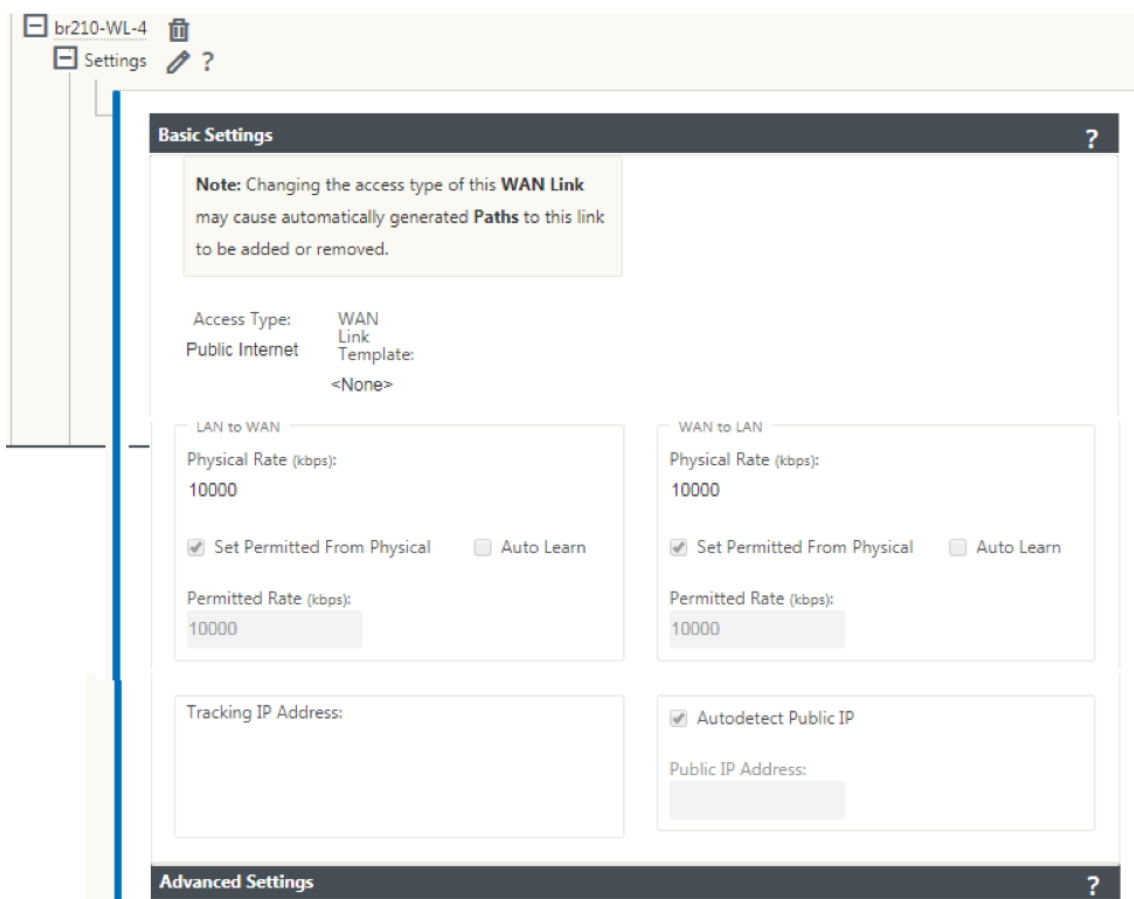 br210-WL-4
Settings ?
Basic Settings ?
Note: Changing the access type of this WAN Link
may cause automatically generated Paths to this link
to be added or removed.
Access Type:
Public Internet
WAN
Link
Template:
<None>
LAN to WAN
Physical Rate (kbps):
10000
Set Permitted From Physical Auto Learn
Permitted Rate (kbps):
10000
WAN to LAN
Physical Rate (kbps):
10000
Set Permitted From Physical Auto Learn
Permitted Rate (kbps):
10000
Tracking IP Address:
Autodetect Public IP
Public IP Address:
Advanced Settings ?